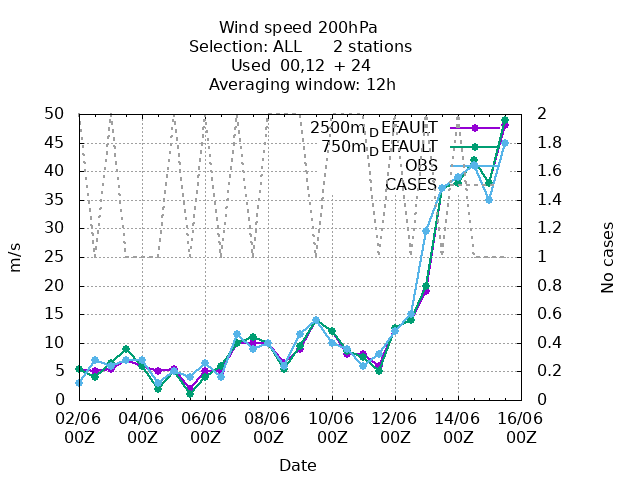 Wind speed 200hPa
Selection: ALL 2 stations
Used 00,12 + 24
Averaging window: 12h
50 2
45 1.8
40 1.6
35 1.4
30 1.2
25 1
20 0.8
15 0.6
10 0.4
5 0.2
0 0
2500m_DEFAULT
750m_DEFAULT
OBS
CASES
m/s
No cases
02/06 04/06 06/06 08/06 10/06 12/06 14/06 16/06
00Z 00Z 00Z 00Z 00Z 00Z 00Z 00Z
Date